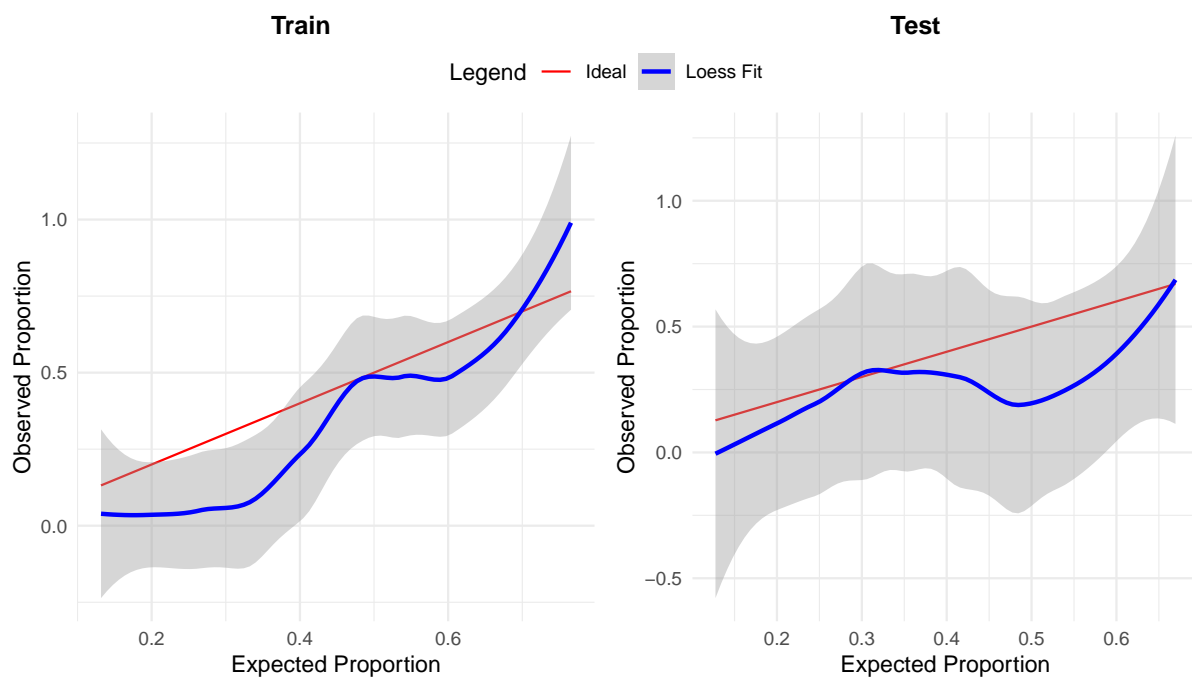 Train
Test
Legend Ideal Loess Fit
Observed Proportion
1.0
0.5
0.0
0.2 0.4 0.6
Expected Proportion
Observed Proportion
1.0
0.5
0.0
−0.5
0.2 0.3 0.4 0.5 0.6
Expected Proportion